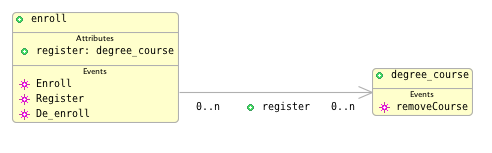 enroll
Attributes
register: degree_course
Events
Enroll
Register
De_enroll
0..n register 0..n
degree_course
Events
removeCourse